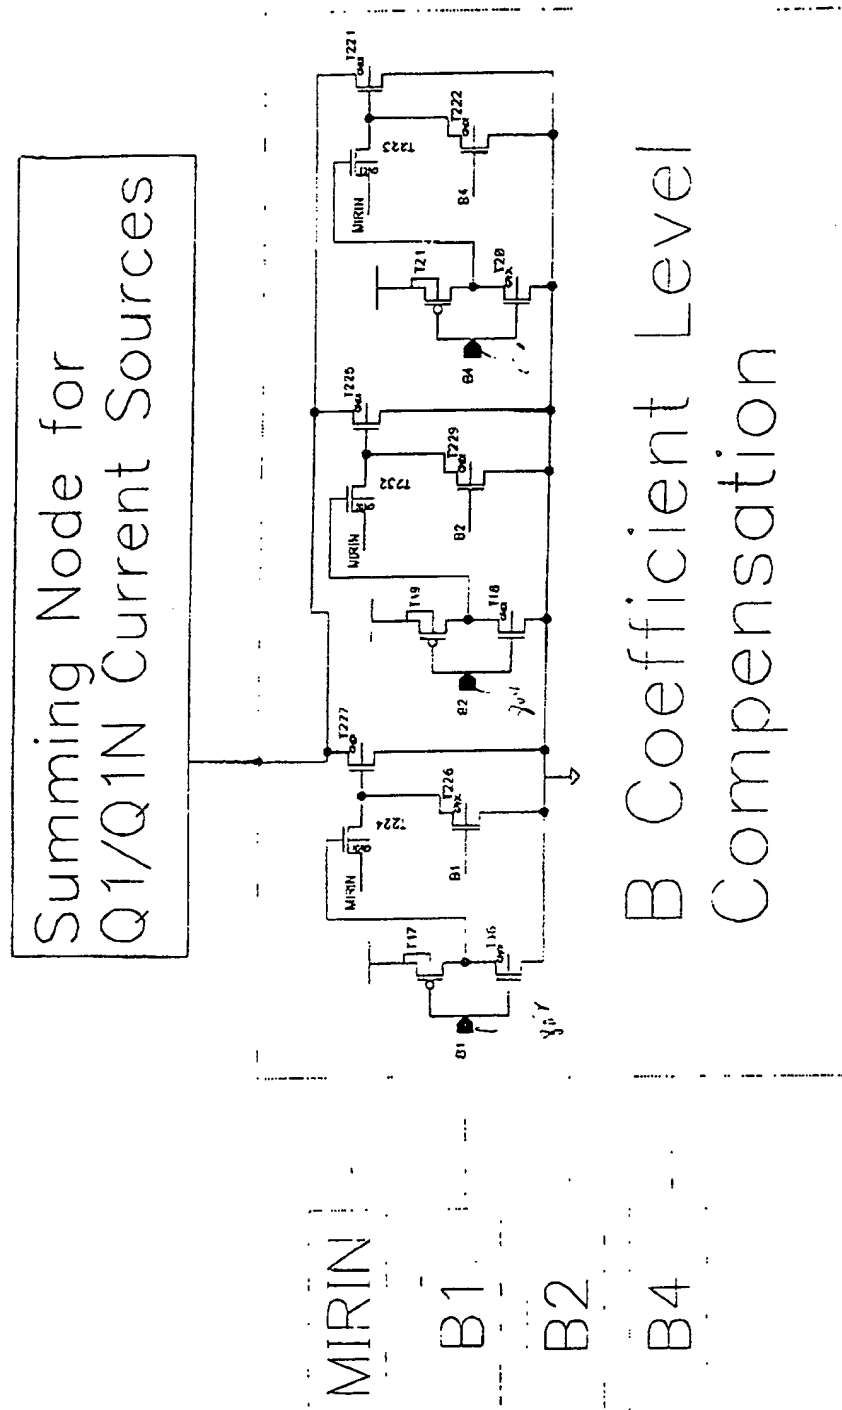 Summing Node for
Q1/Q1N Current Sources
MIRIN
B1
B2
B4
T227
T224
MIRIN
T226
B1
T17
T16
B1
T225
T232
MIRIN
T229
B2
T19
T18
B2
T221
T223
MIRIN
T222
B4
T21
T20
B4
B Coefficient Level
Compensation